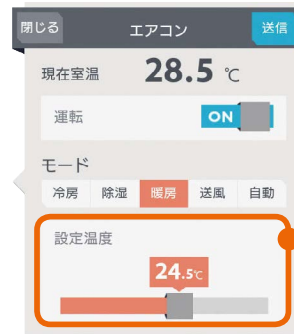 閉じる エアコン 送信
現在室温 28.5 ℃
運転 ON
モード
冷房 除湿 暖房 送風 自動
設定温度
24.5℃